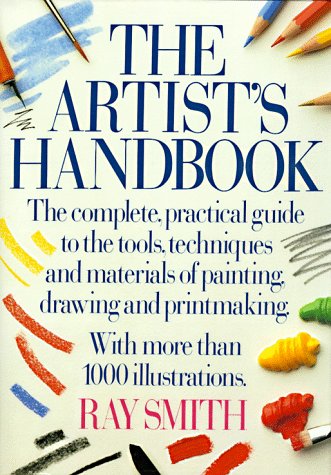 THE
ARTIST'S
HANDBOOK
The complete, practical guide
to the tools, techniques
and materials of painting,
drawing and printmaking.
With more than
1000 illustrations.
RAY SMITH